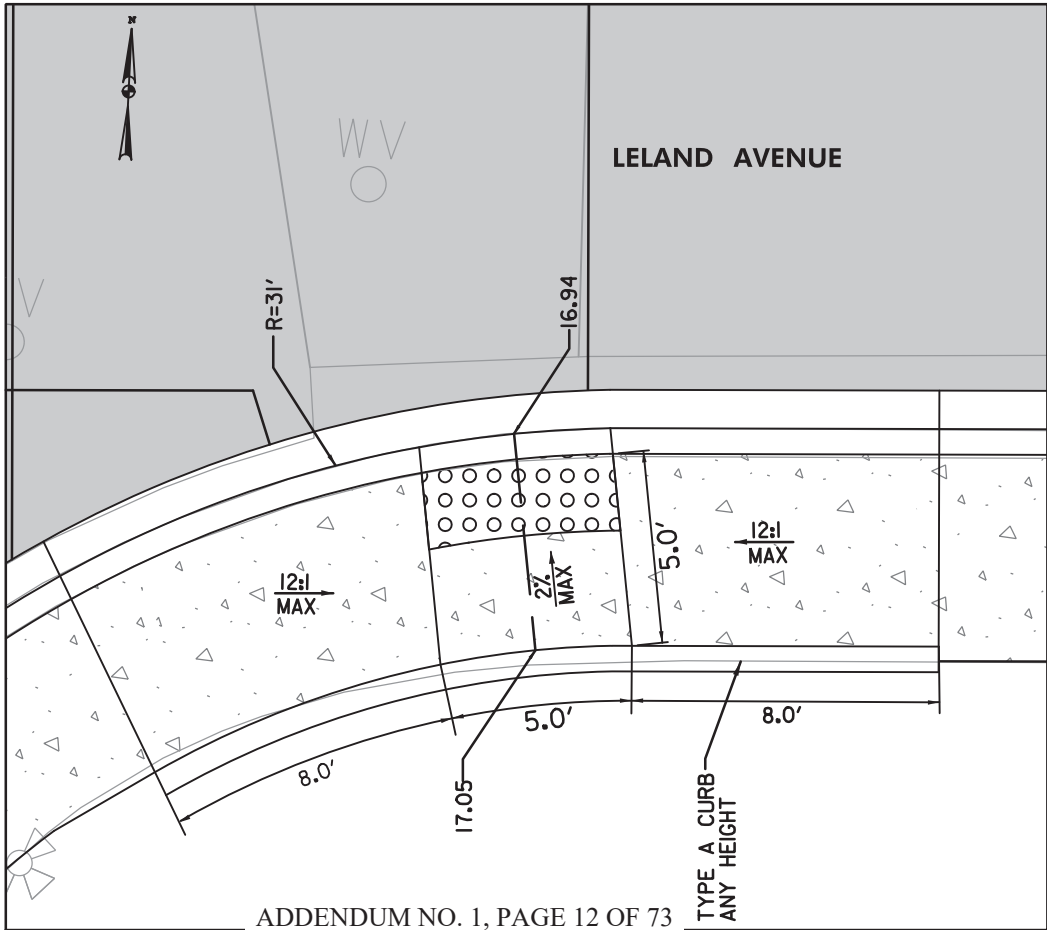 N
WV
LELAND AVENUE
V
R=31'
16.94
12:1
MAX
2%
MAX
5.0'
12:1
MAX
8.0'
5.0'
8.0'
17.05
TYPE A CURB
ANY HEIGHT
ADDENDUM NO. 1, PAGE 12 OF 73